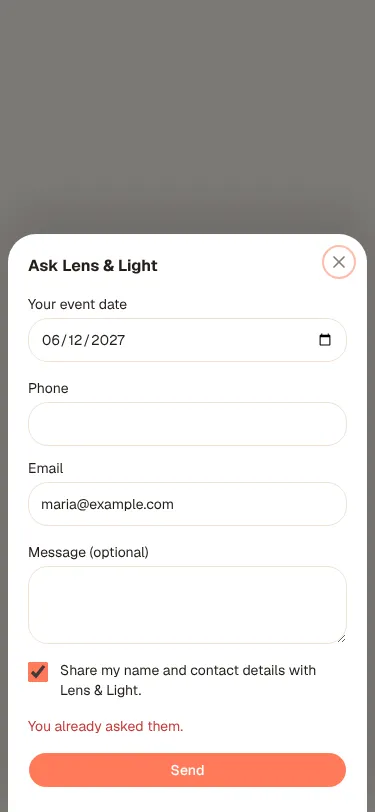 Ask Lens & Light
Your event date
06/12/2027
Phone
Email
maria@example.com
Message (optional)
Share my name and contact details with
Lens & Light.
You already asked them.
Send